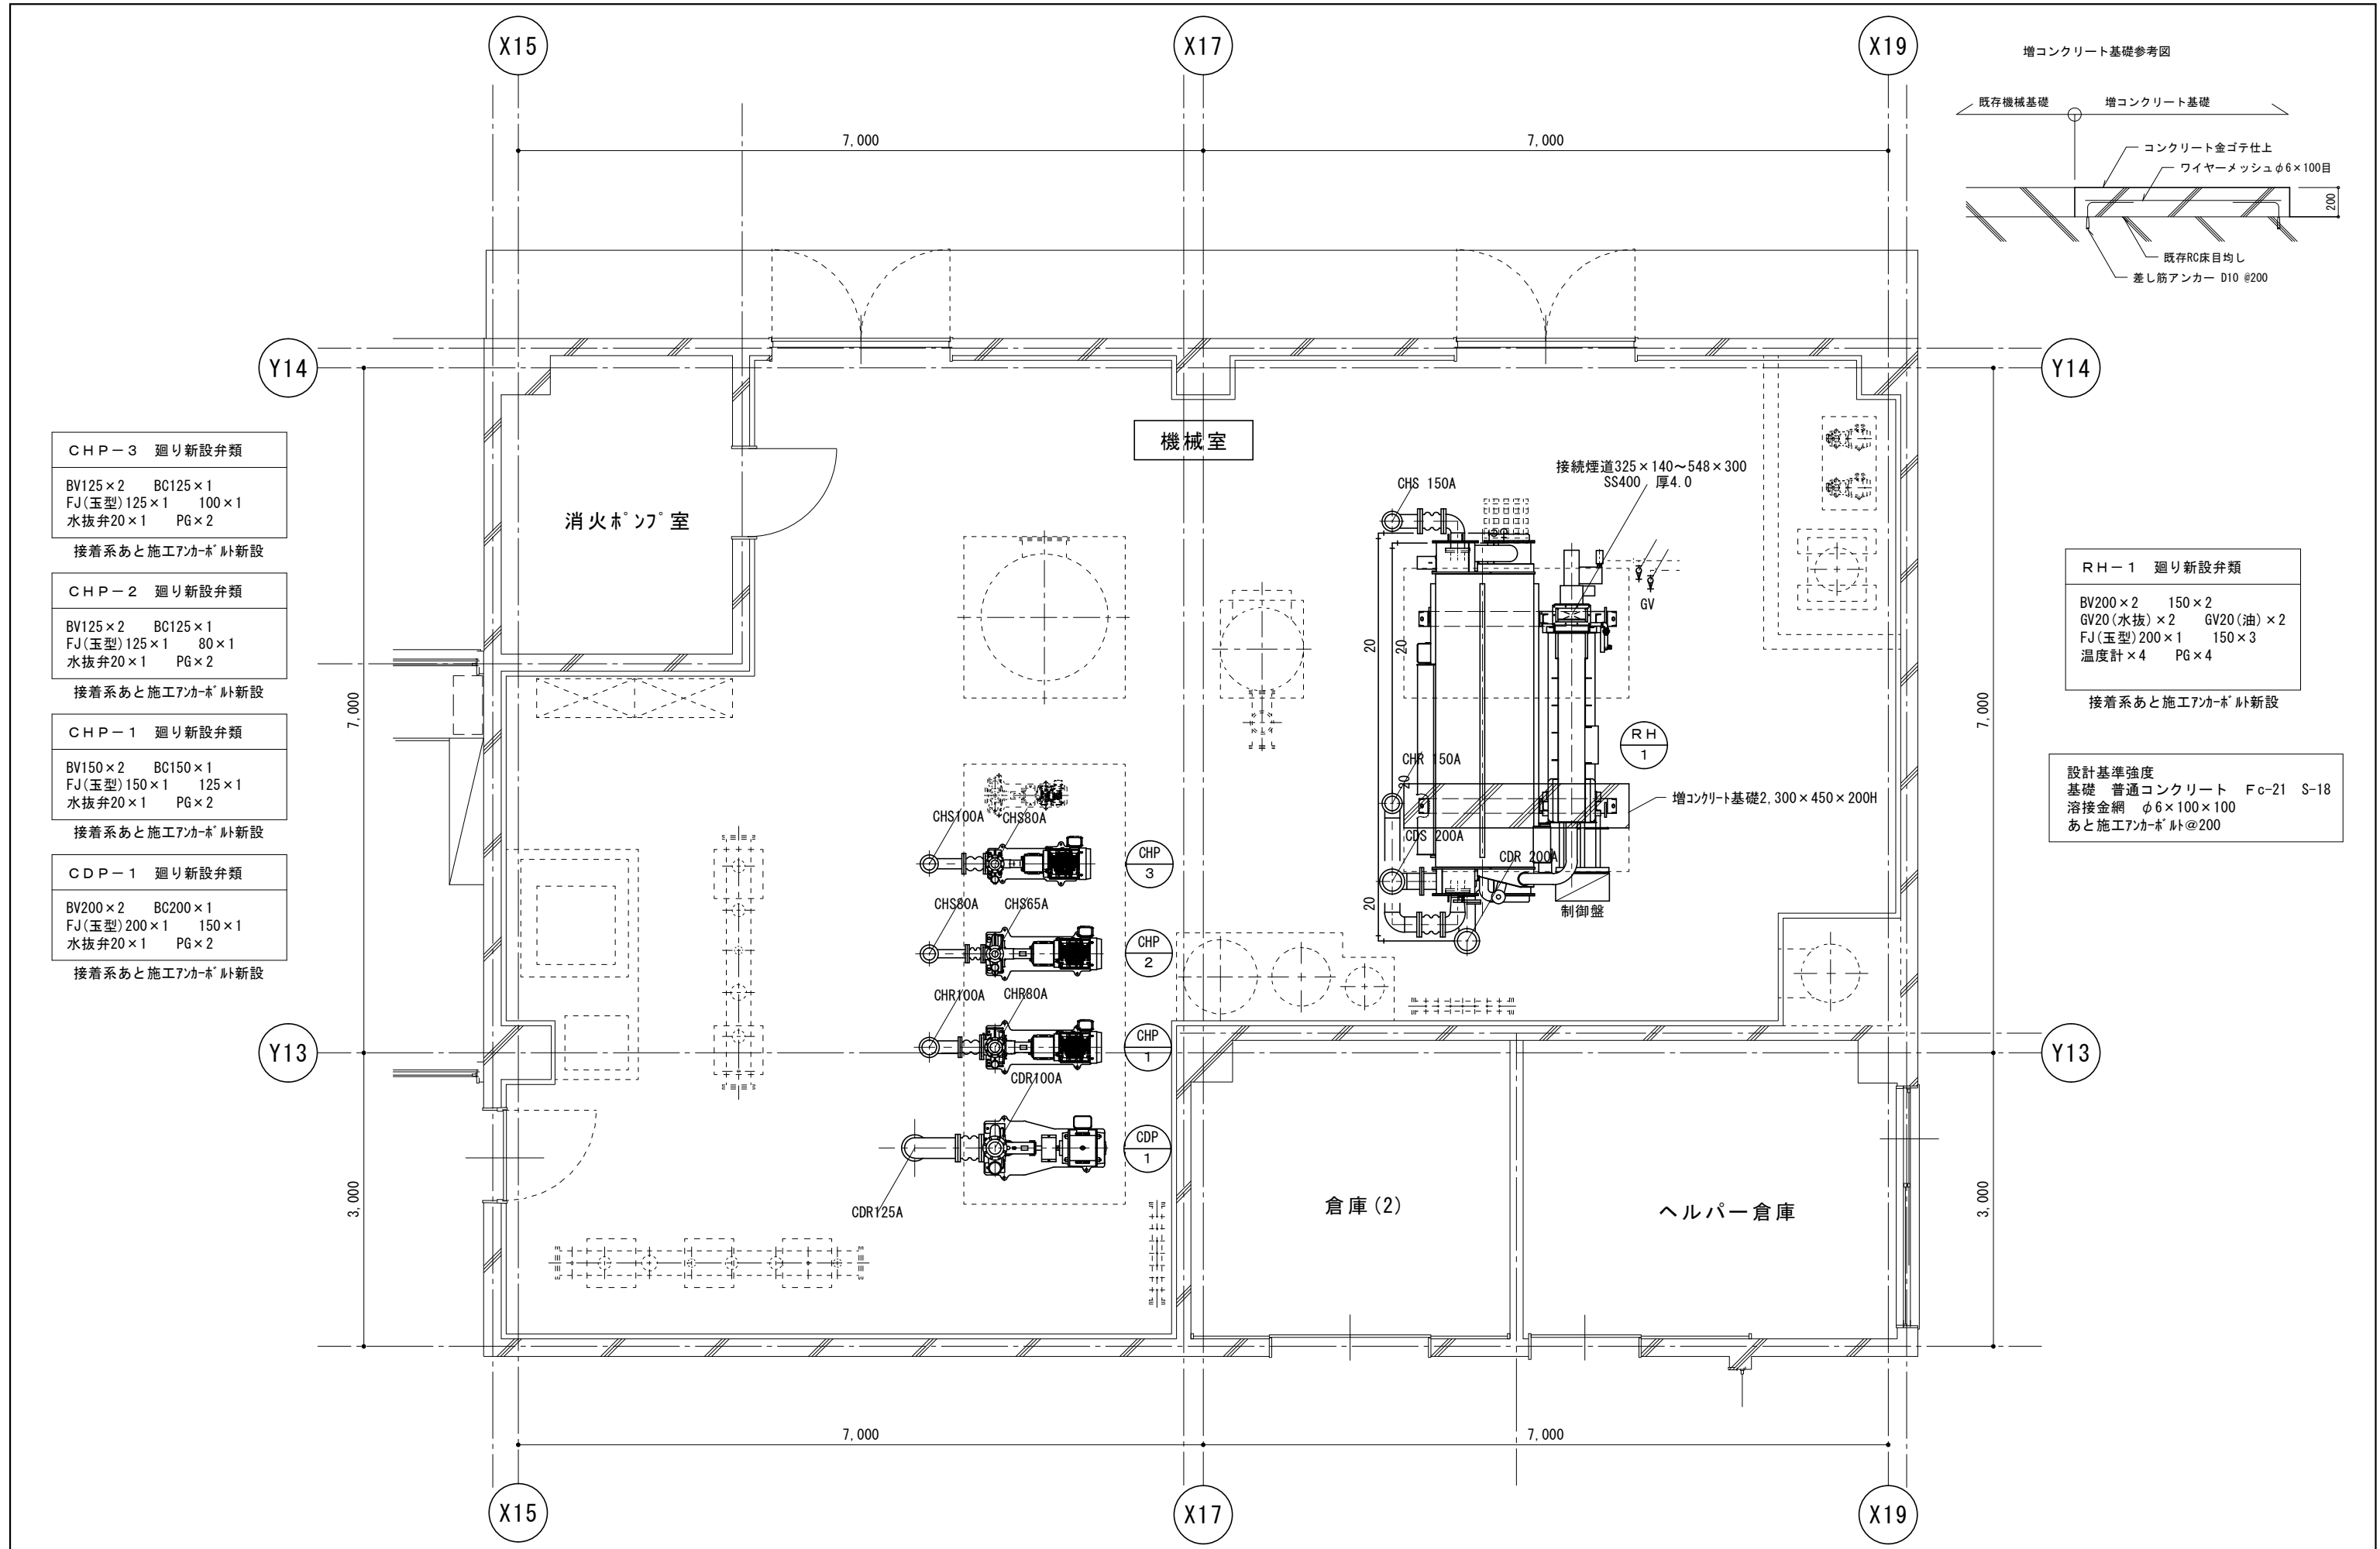 X15
X17
X19
増コンクリート基礎参考図
既存機械基礎
増コンクリート基礎
コンクリート金ゴテ仕上
ワイヤーメッシュφ6×100目
200
既存RC床目均し
差し筋アンカー D10 @200
7,000
7,000
Y14
Y14
機械室
消火ポンプ室
接続煙道325×140～548×300
SS400 厚4.0
CHS 150A
GV
20
20
CHP－3 廻り新設弁類
BV125×2 BC125×1
FJ(玉型)125×1 100×1
水抜弁20×1 PG×2
接着系あと施工アンカーボルト新設
CHP－2 廻り新設弁類
BV125×2 BC125×1
FJ(玉型)125×1 80×1
水抜弁20×1 PG×2
接着系あと施工アンカーボルト新設
CHP－1 廻り新設弁類
BV150×2 BC150×1
FJ(玉型)150×1 125×1
水抜弁20×1 PG×2
接着系あと施工アンカーボルト新設
CDP－1 廻り新設弁類
BV200×2 BC200×1
FJ(玉型)200×1 150×1
水抜弁20×1 PG×2
接着系あと施工アンカーボルト新設
RH－1 廻り新設弁類
BV200×2 150×2
GV20(水抜)×2 GV20(油)×2
FJ(玉型)200×1 150×3
温度計×4 PG×4
接着系あと施工アンカーボルト新設
設計基準強度
基礎 普通コンクリート Fc-21 S-18
溶接金網 φ6×100×100
あと施工アンカーボルト@200
7,000
7,000
RH
1
CHR 150A
20
増コンクリート基礎2,300×450×200H
CDS 200A
CDR 200A
20
制御盤
CHS100A
CHS80A
CHP
3
CHS80A
CHS65A
CHP
2
CHR100A
CHR80A
CHP
1
CDR100A
CDP
1
CDR125A
Y13
Y13
3,000
3,000
倉庫(2)
ヘルパー倉庫
7,000
7,000
X15
X17
X19